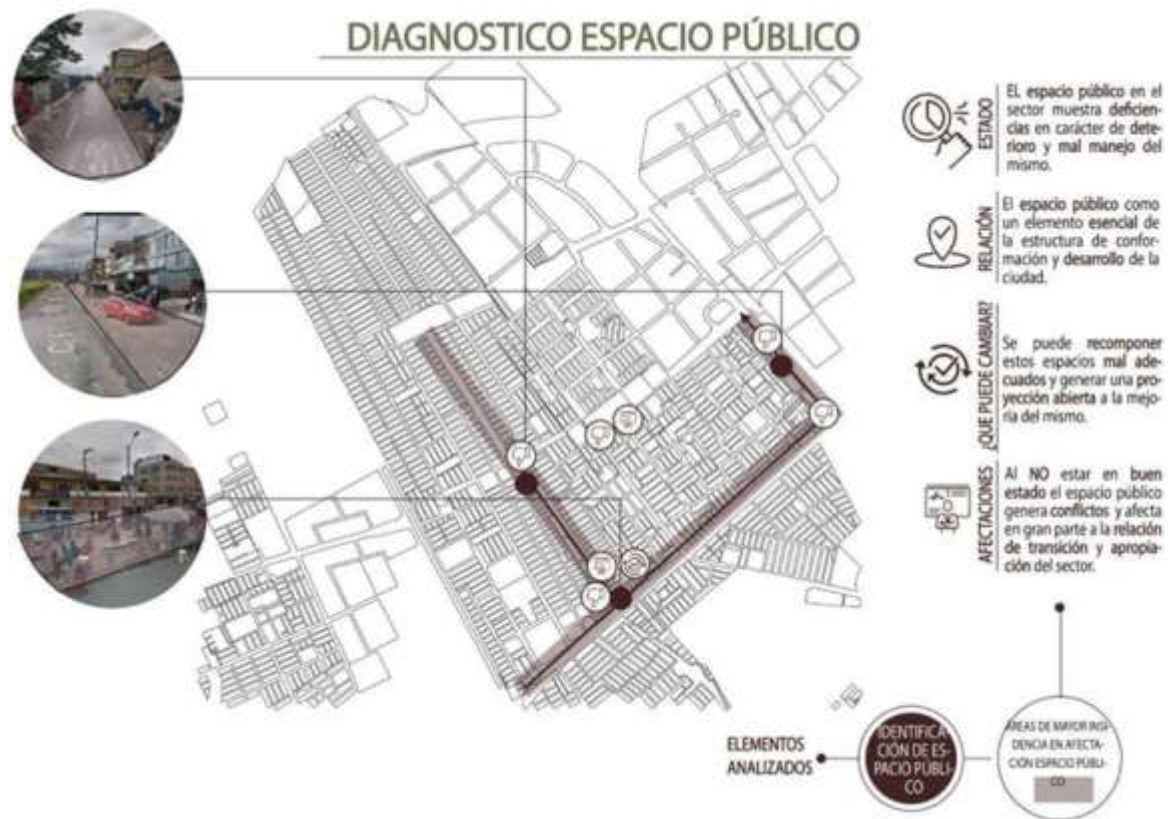 DIAGNOSTICO ESPACIO PÚBLICO
ESTADO
EL espacio público en el
sector muestra deficien-
cias en carácter de dete-
rioro y mal manejo del
mismo.
RELACIÓN
El espacio público como
un elemento esencial de
la estructura de confor-
mación y desarrollo de la
ciudad.
¿QUE PUEDE CAMBIAR?
Se puede recomponer
estos espacios mal ade-
cuados y generar una pro-
yección abierta a la mejo-
ria del mismo.
AFECTACIONES
Al NO estar en buen
estado el espacio público
genera conflictos y afecta
en gran parte a la relación
de transición y apropia-
ción del sector.
ELEMENTOS
ANALIZADOS
IDENTIFICA
CIÓN DE ES-
PACIO PÚBLI-
CO
ÁREAS DE MAYOR INSI-
DENCIA EN AFECTA-
CIÓN ESPACIO PÚBLI-
CO